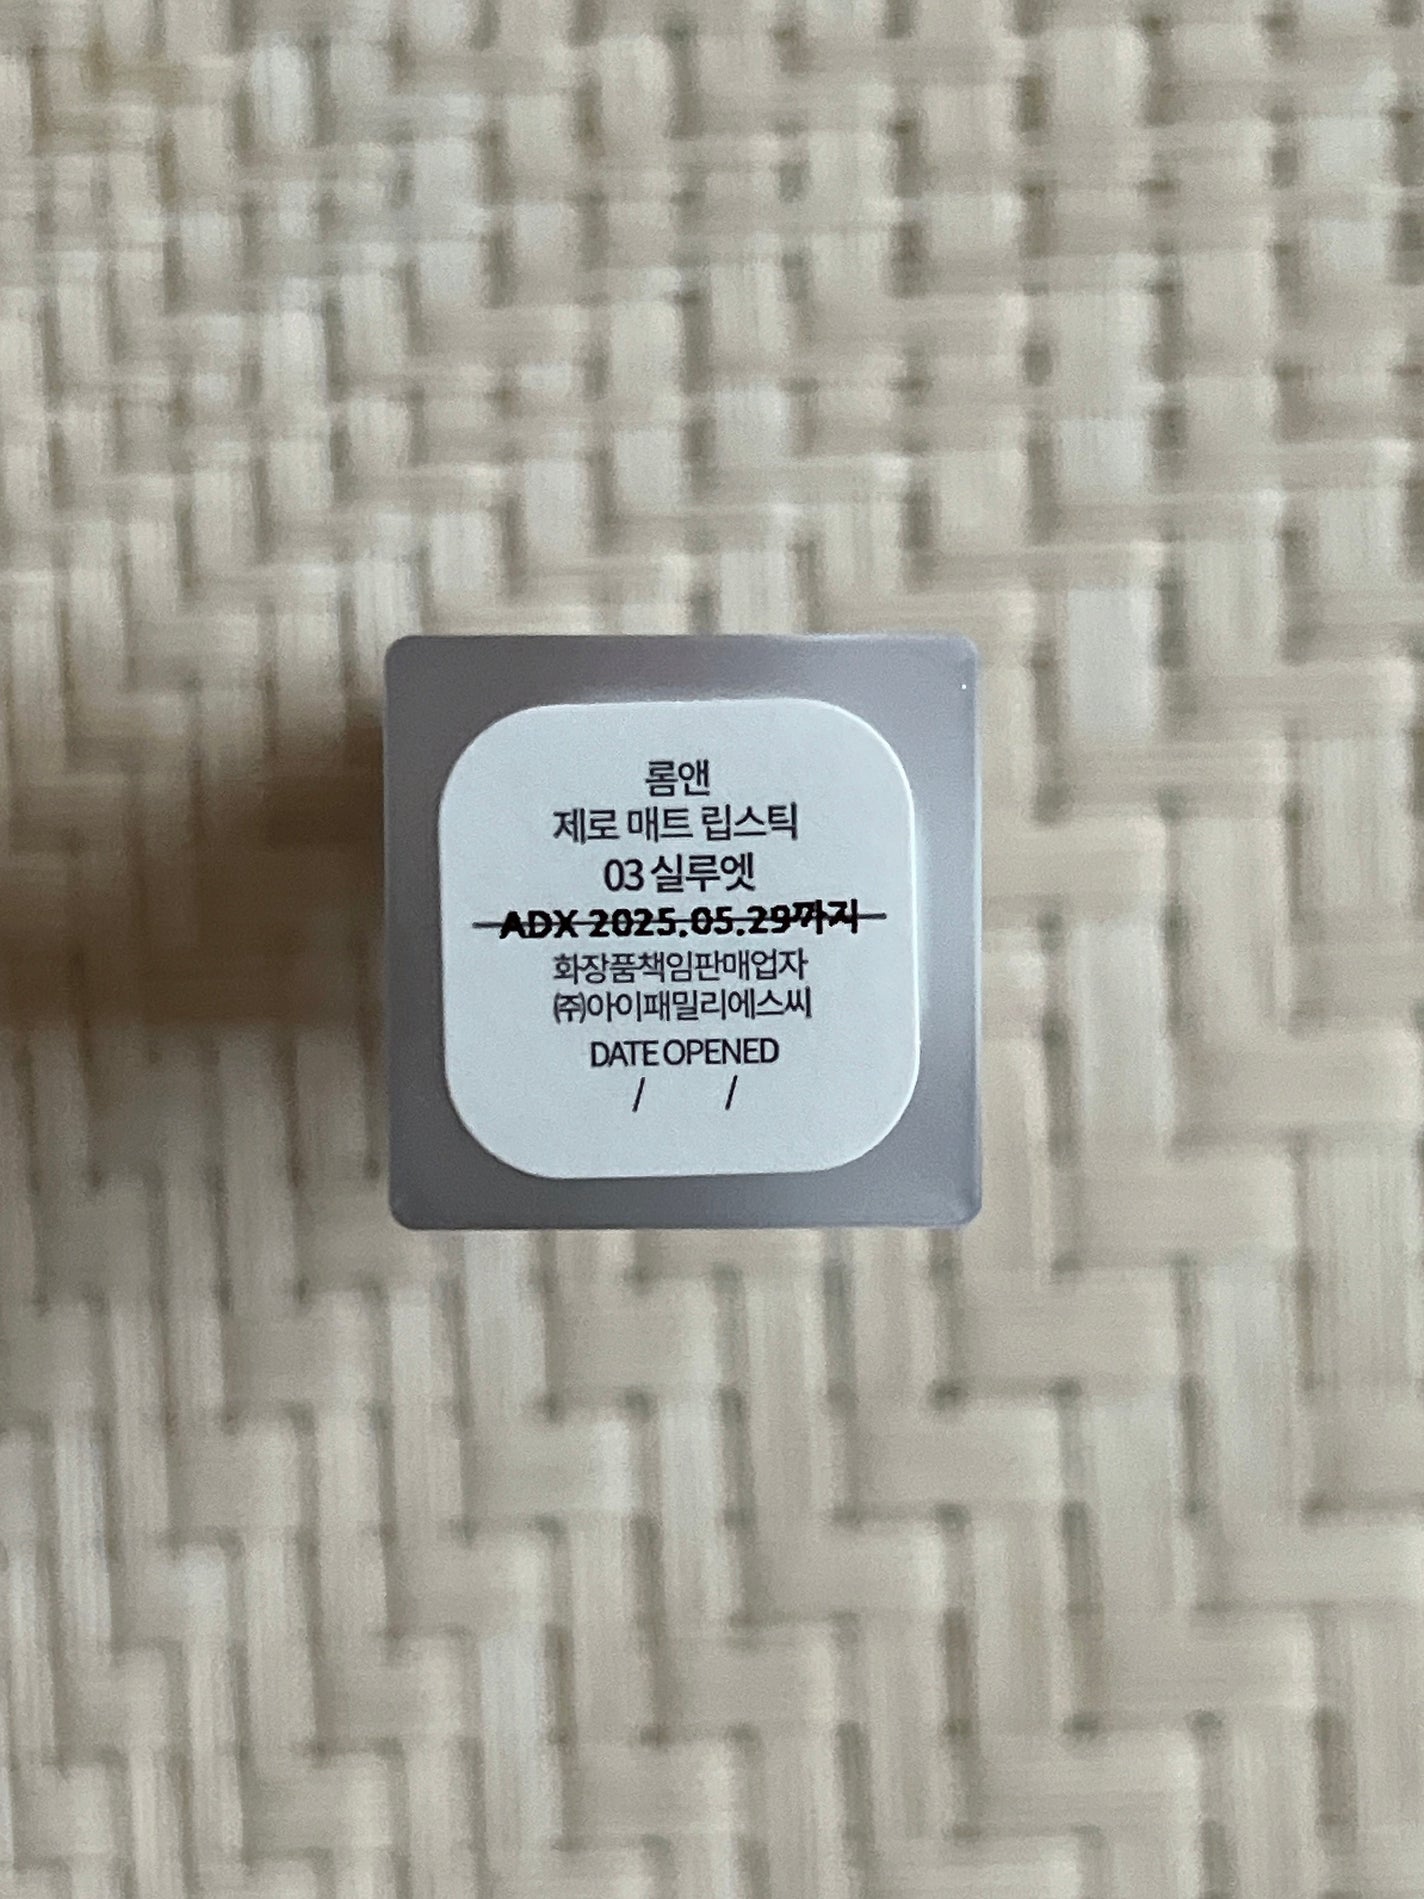 롬앤
제로 매트 립스틱
03 실루엣
ADX 2025.05.29까지
화장품책임판매업자
㈜아이패밀리에스씨
DATE OPENED
/ /